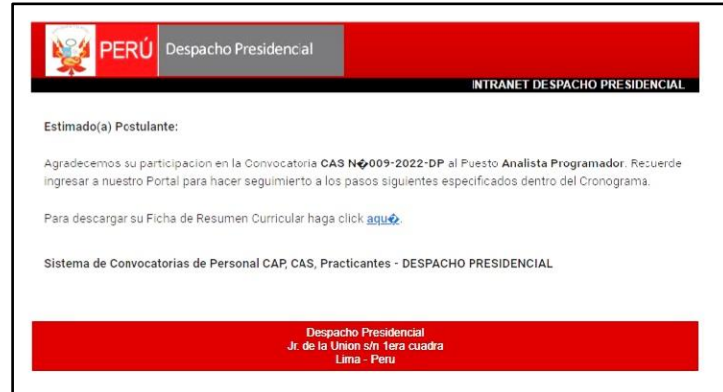 PERÚ Despacho Presidencial
INTRANET DESPACHO PRESIDENCIAL
Estimado(a) Postulante:
Agradecemos su participacion en la Convocatoria CAS N�009-2022-DP al Puesto Analista Programador. Recuerde
ingresar a nuestro Portal para hacer seguimierto a los pasos siguientes especificados dentro del Cronograma.
Para descargar su Ficha de Resumen Curricular haga click aqu�.
Sistema de Convocatorias de Personal CAP, CAS, Practicantes - DESPACHO PRESIDENCIAL
Despacho Presidencial
Jr. de la Union s/n 1era cuadra
Lima - Peru